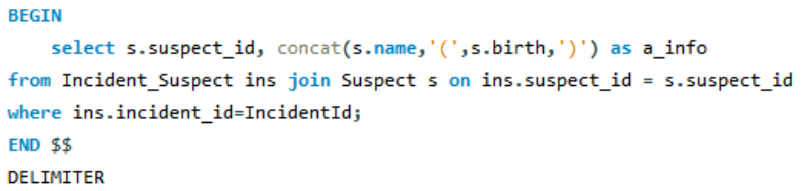 BEGIN
select s.suspect_id, concat(s.name,'(',s.birth,')') as a_info
from Incident_Suspect ins join Suspect s on ins.suspect_id = s.suspect_id
where ins.incident_id=IncidentId;
END $$
DELIMITER